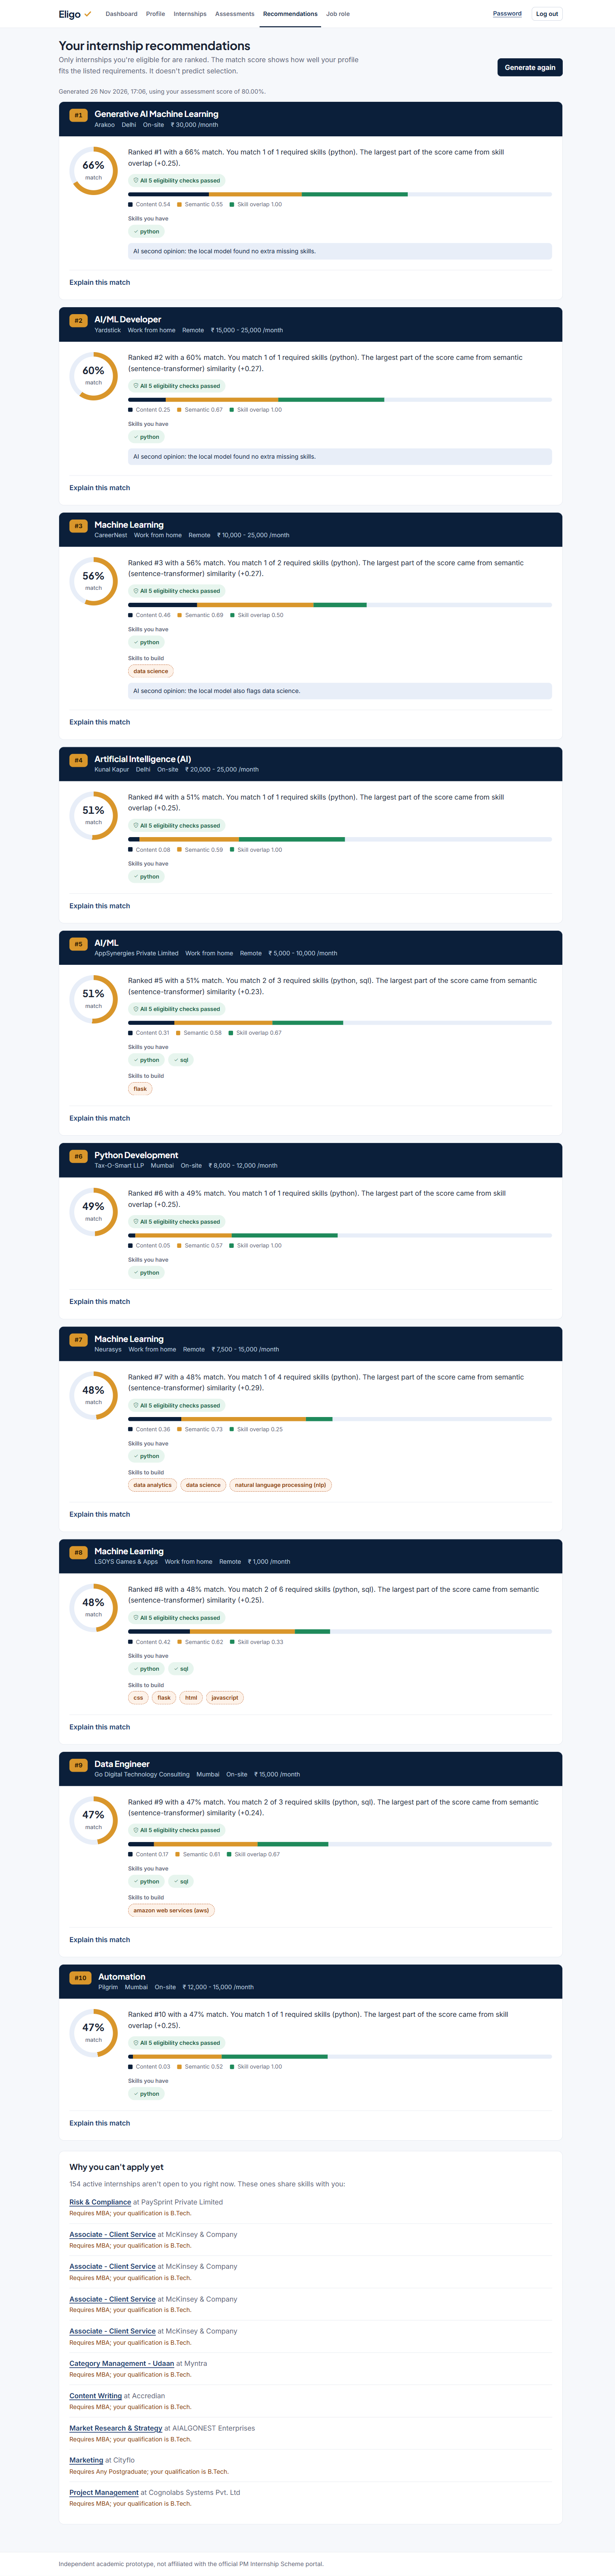 Eligo
Dashboard Profile Internships Assessments Recommendations Job role Password Log out
Your internship recommendations
Only internships you're eligible for are ranked. The match score shows how well your profile
fits the listed requirements. It doesn't predict selection.
Generate again
Generated 26 Nov 2026, 17:06, using your assessment score of 80.00%.
#1 Generative AI Machine Learning
Arakoo Delhi On-site ₹ 30,000 /month
66%
match
Ranked #1 with a 66% match. You match 1 of 1 required skills (python). The largest part of the score came from skill
overlap (+0.25).
All 5 eligibility checks passed
Content 0.54 Semantic 0.55 Skill overlap 1.00
Skills you have
python
AI second opinion: the local model found no extra missing skills.
Explain this match
#2 AI/ML Developer
Yardstick Work from home Remote ₹ 15,000 - 25,000 /month
60%
match
Ranked #2 with a 60% match. You match 1 of 1 required skills (python). The largest part of the score came from semantic
(sentence-transformer) similarity (+0.27).
All 5 eligibility checks passed
Content 0.25 Semantic 0.67 Skill overlap 1.00
Skills you have
python
AI second opinion: the local model found no extra missing skills.
Explain this match
#3 Machine Learning
CareerNest Work from home Remote ₹ 10,000 - 25,000 /month
56%
match
Ranked #3 with a 56% match. You match 1 of 2 required skills (python). The largest part of the score came from semantic
(sentence-transformer) similarity (+0.27).
All 5 eligibility checks passed
Content 0.46 Semantic 0.69 Skill overlap 0.50
Skills you have
python
Skills to build
data science
AI second opinion: the local model also flags data science.
Explain this match
#4 Artificial Intelligence (AI)
Kunal Kapur Delhi On-site ₹ 20,000 - 25,000 /month
51%
match
Ranked #4 with a 51% match. You match 1 of 1 required skills (python). The largest part of the score came from skill
overlap (+0.25).
All 5 eligibility checks passed
Content 0.08 Semantic 0.59 Skill overlap 1.00
Skills you have
python
Explain this match
#5 AI/ML
AppSynergies Private Limited Work from home Remote ₹ 5,000 - 10,000 /month
51%
match
Ranked #5 with a 51% match. You match 2 of 3 required skills (python, sql). The largest part of the score came from semantic
(sentence-transformer) similarity (+0.23).
All 5 eligibility checks passed
Content 0.31 Semantic 0.58 Skill overlap 0.67
Skills you have
python sql
Skills to build
flask
Explain this match
#6 Python Development
Tax-O-Smart LLP Mumbai On-site ₹ 8,000 - 12,000 /month
49%
match
Ranked #6 with a 49% match. You match 1 of 1 required skills (python). The largest part of the score came from skill
overlap (+0.25).
All 5 eligibility checks passed
Content 0.05 Semantic 0.57 Skill overlap 1.00
Skills you have
python
Explain this match
#7 Machine Learning
Neurasys Work from home Remote ₹ 7,500 - 15,000 /month
48%
match
Ranked #7 with a 48% match. You match 1 of 4 required skills (python). The largest part of the score came from semantic
(sentence-transformer) similarity (+0.29).
All 5 eligibility checks passed
Content 0.36 Semantic 0.73 Skill overlap 0.25
Skills you have
python
Skills to build
data analytics data science natural language processing (nlp)
Explain this match
#8 Machine Learning
LSOYS Games & Apps Work from home Remote ₹ 1,000 /month
48%
match
Ranked #8 with a 48% match. You match 2 of 6 required skills (python, sql). The largest part of the score came from semantic
(sentence-transformer) similarity (+0.25).
All 5 eligibility checks passed
Content 0.42 Semantic 0.62 Skill overlap 0.33
Skills you have
python sql
Skills to build
css flask html javascript
Explain this match
#9 Data Engineer
Go Digital Technology Consulting Mumbai On-site ₹ 15,000 /month
47%
match
Ranked #9 with a 47% match. You match 2 of 3 required skills (python, sql). The largest part of the score came from semantic
(sentence-transformer) similarity (+0.24).
All 5 eligibility checks passed
Content 0.17 Semantic 0.61 Skill overlap 0.67
Skills you have
python sql
Skills to build
amazon web services (aws)
Explain this match
#10 Automation
Pilgrim Mumbai On-site ₹ 12,000 - 15,000 /month
47%
match
Ranked #10 with a 47% match. You match 1 of 1 required skills (python). The largest part of the score came from skill
overlap (+0.25).
All 5 eligibility checks passed
Content 0.03 Semantic 0.52 Skill overlap 1.00
Skills you have
python
Explain this match
Why you can't apply yet
154 active internships aren't open to you right now. These ones share skills with you:
Risk & Compliance at PaySprint Private Limited
Requires MBA; your qualification is B.Tech.
Associate - Client Service at McKinsey & Company
Requires MBA; your qualification is B.Tech.
Associate - Client Service at McKinsey & Company
Requires MBA; your qualification is B.Tech.
Associate - Client Service at McKinsey & Company
Requires MBA; your qualification is B.Tech.
Associate - Client Service at McKinsey & Company
Requires MBA; your qualification is B.Tech.
Category Management - Udaan at Myntra
Requires MBA; your qualification is B.Tech.
Content Writing at Accredian
Requires MBA; your qualification is B.Tech.
Market Research & Strategy at AIALGONEST Enterprises
Requires MBA; your qualification is B.Tech.
Marketing at Cityflo
Requires Any Postgraduate; your qualification is B.Tech.
Project Management at Cognolabs Systems Pvt. Ltd
Requires MBA; your qualification is B.Tech.
Independent academic prototype, not affiliated with the official PM Internship Scheme portal.